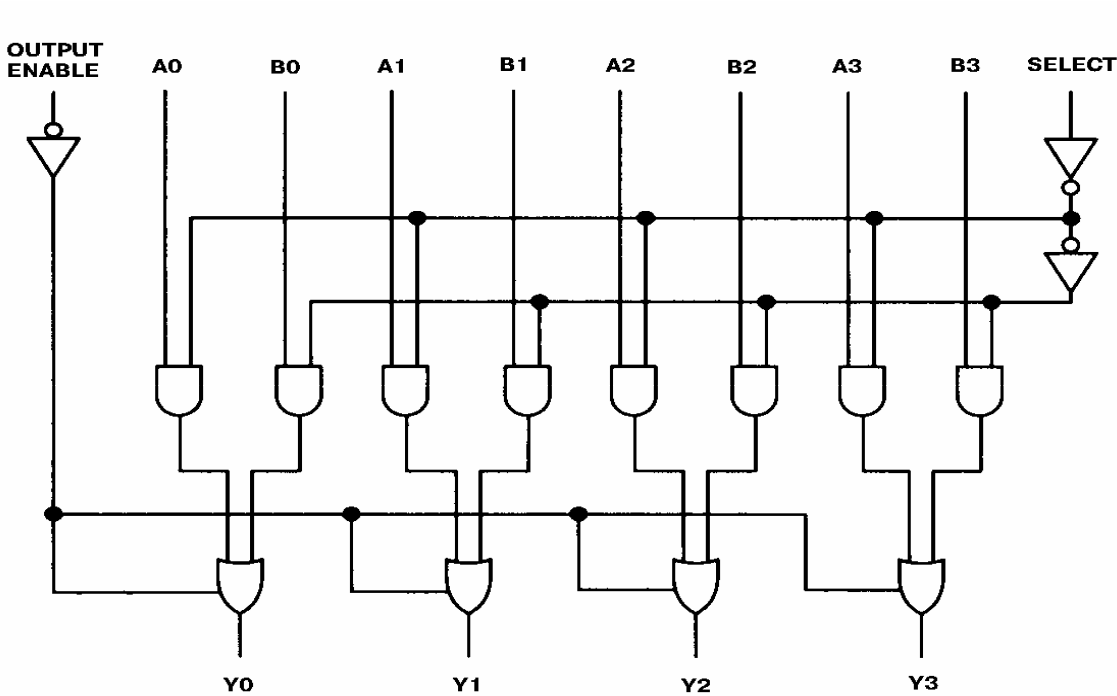 OUTPUT
ENABLE
A0
B0
A1
B1
A2
B2
A3
B3
SELECT
Y0
Y1
Y2
Y3